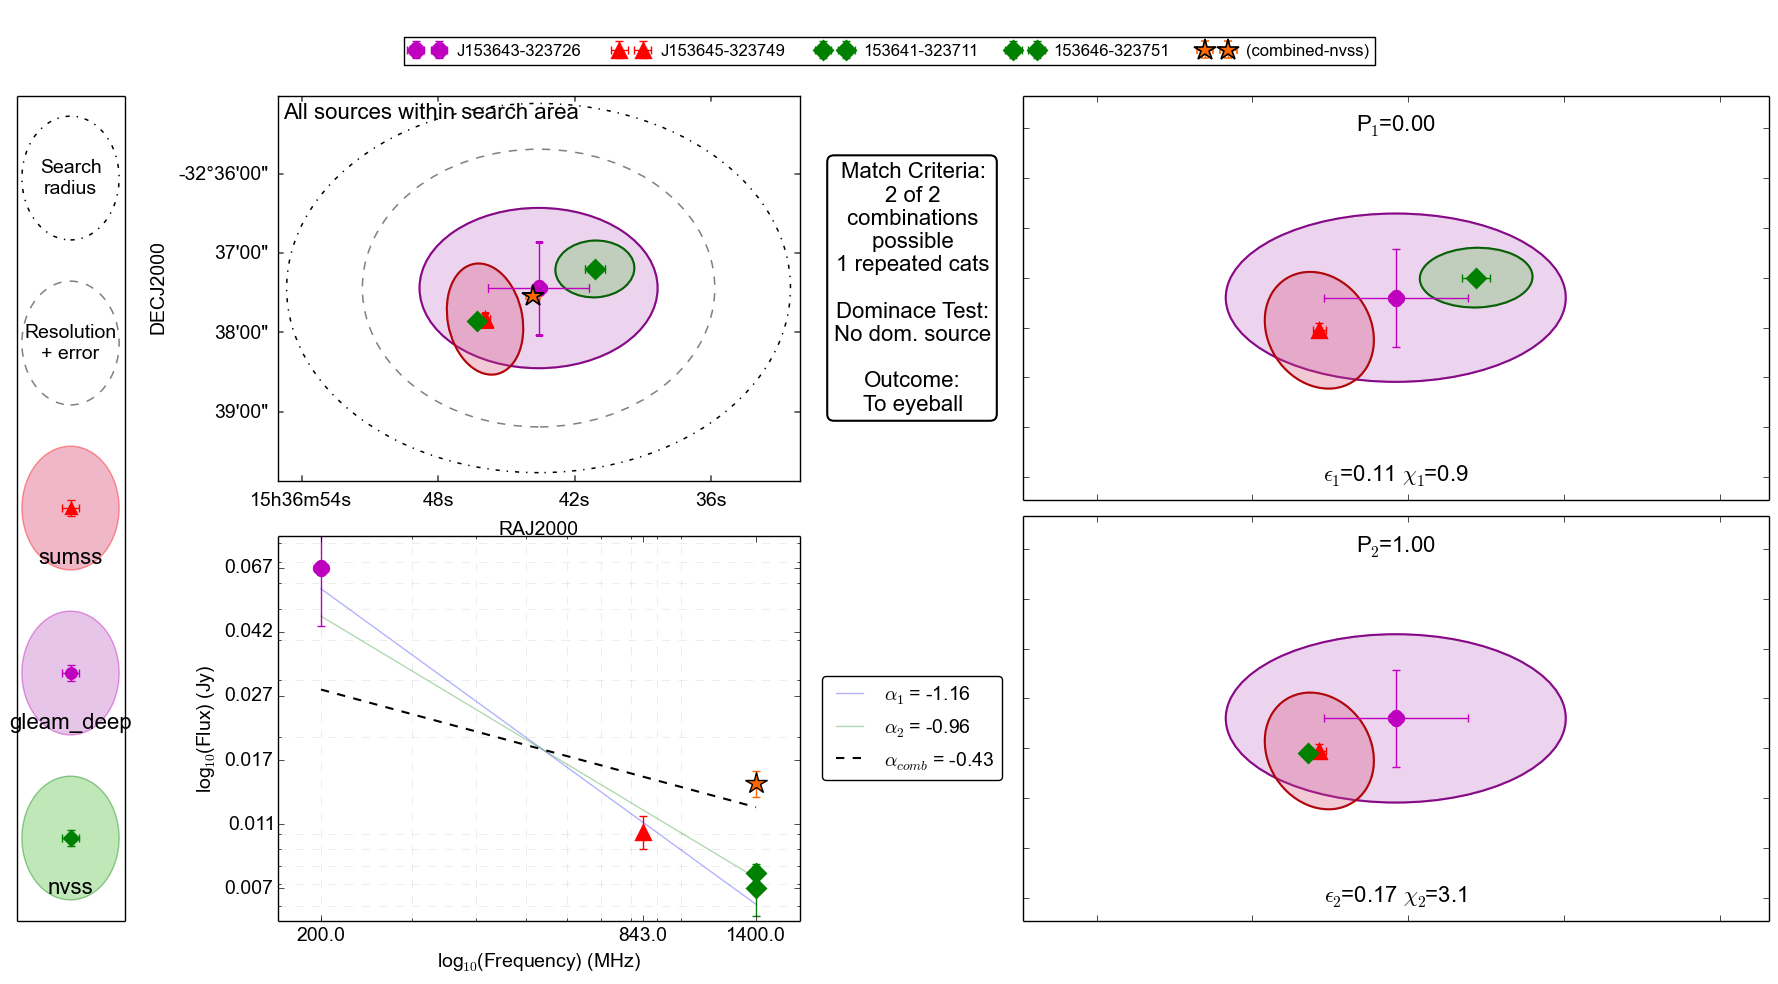 J153643-323726 J153645-323749 153641-323711 153646-323751 (combined-nvss)
Search
radius
Resolution
+ error
sumss
gleam_deep
nvss
All sources within search area
DECJ2000
-32°36'00"
37'00"
38'00"
39'00"
15h36m54s 48s 42s 36s
RAJ2000
Match Criteria:
2 of 2
combinations
possible
1 repeated cats
Dominace Test:
No dom. source
Outcome:
To eyeball
P₁=0.00
ϵ₁=0.11 χ₁=0.9
P₂=1.00
ϵ₂=0.17 χ₂=3.1
log₁₀(Flux) (Jy)
0.067
0.042
0.027
0.017
0.011
0.007
200.0 843.0 1400.0
log₁₀(Frequency) (MHz)
α₁ = -1.16
α₂ = -0.96
α_comb = -0.43